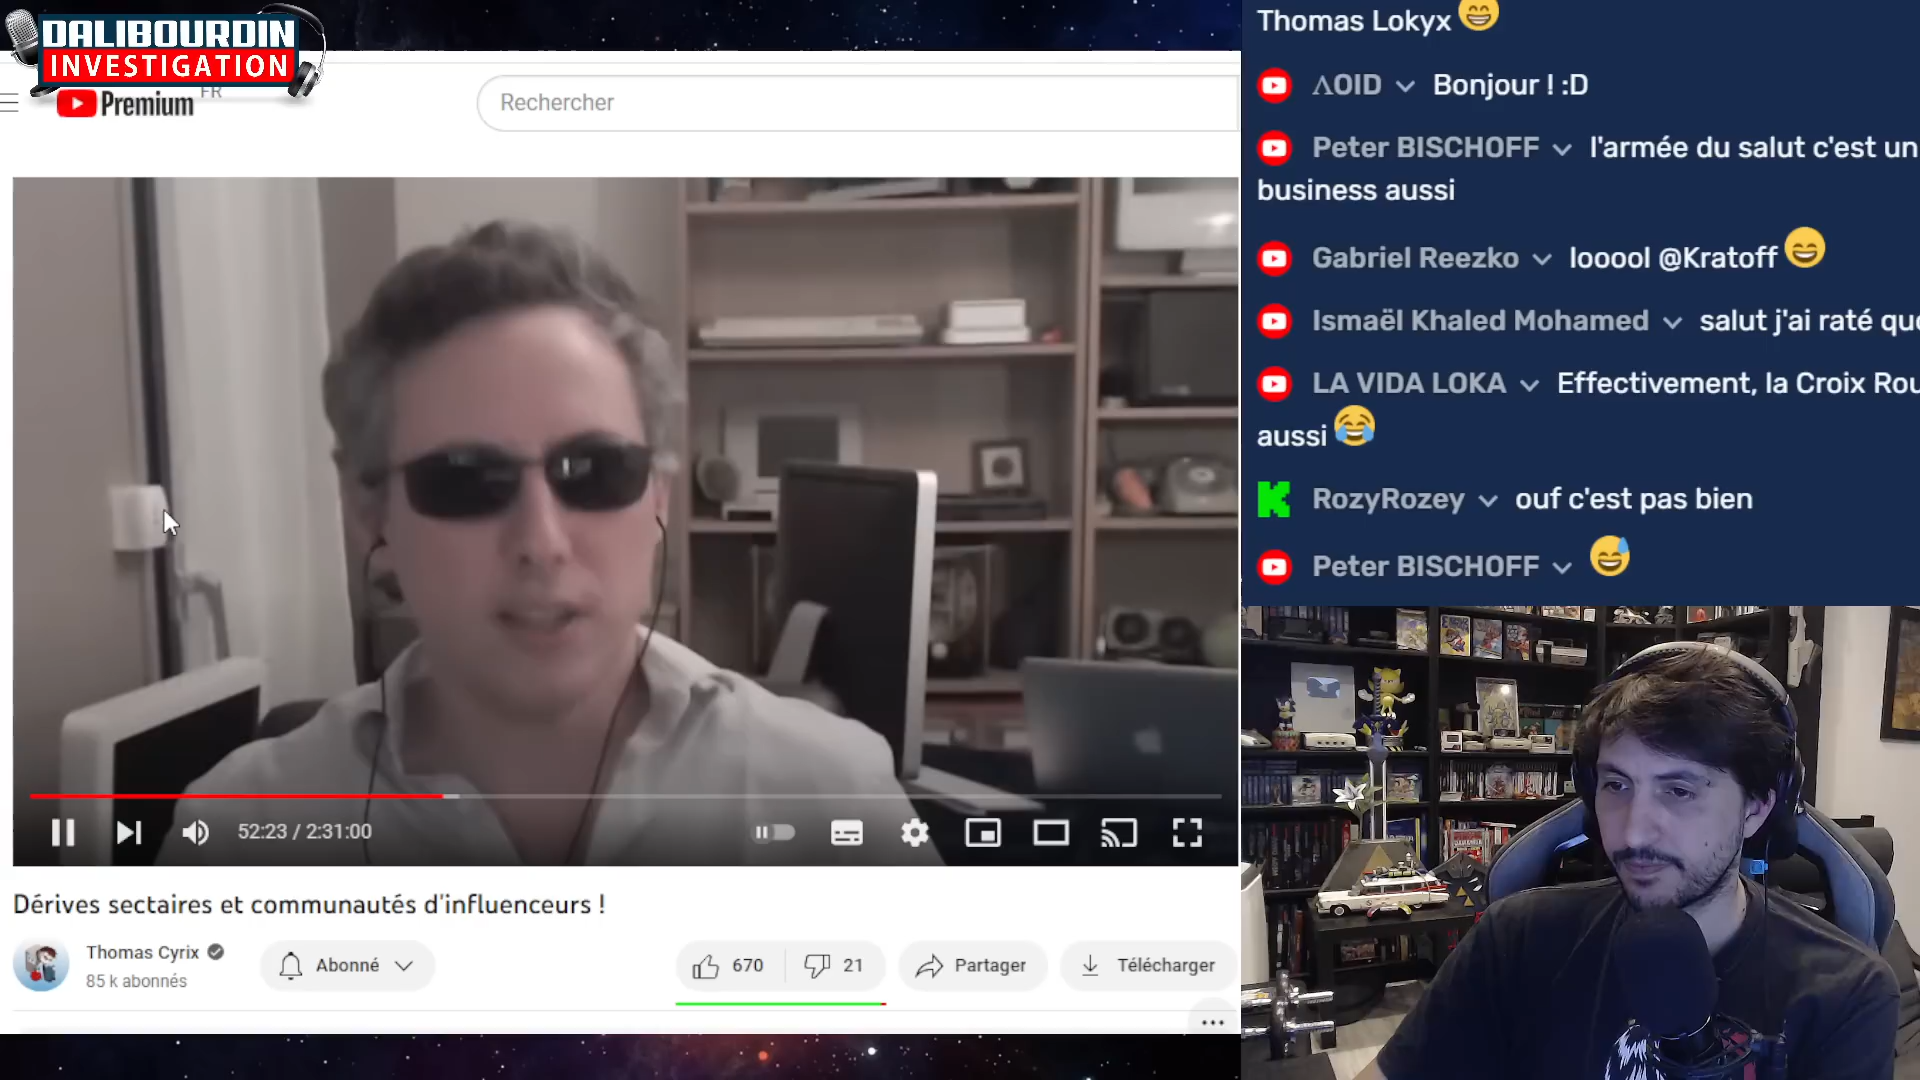 DALIBOURDIN
INVESTIGATION
Premium
FR
Rechercher
52:23 / 2:31:00
Dérives sectaires et communautés d'influenceurs !
Thomas Cyrix
85 k abonnés
Abonné
670
21
Partager
Télécharger
Thomas Lokyx 😄
ΛOID Bonjour ! :D
Peter BISCHOFF l'armée du salut c'est un
business aussi
Gabriel Reezko looool @Kratoff 😄
Ismaël Khaled Mohamed salut j'ai raté quo
LA VIDA LOKA Effectivement, la Croix Rou
aussi 😂
RozyRozey ouf c'est pas bien
Peter BISCHOFF 😅